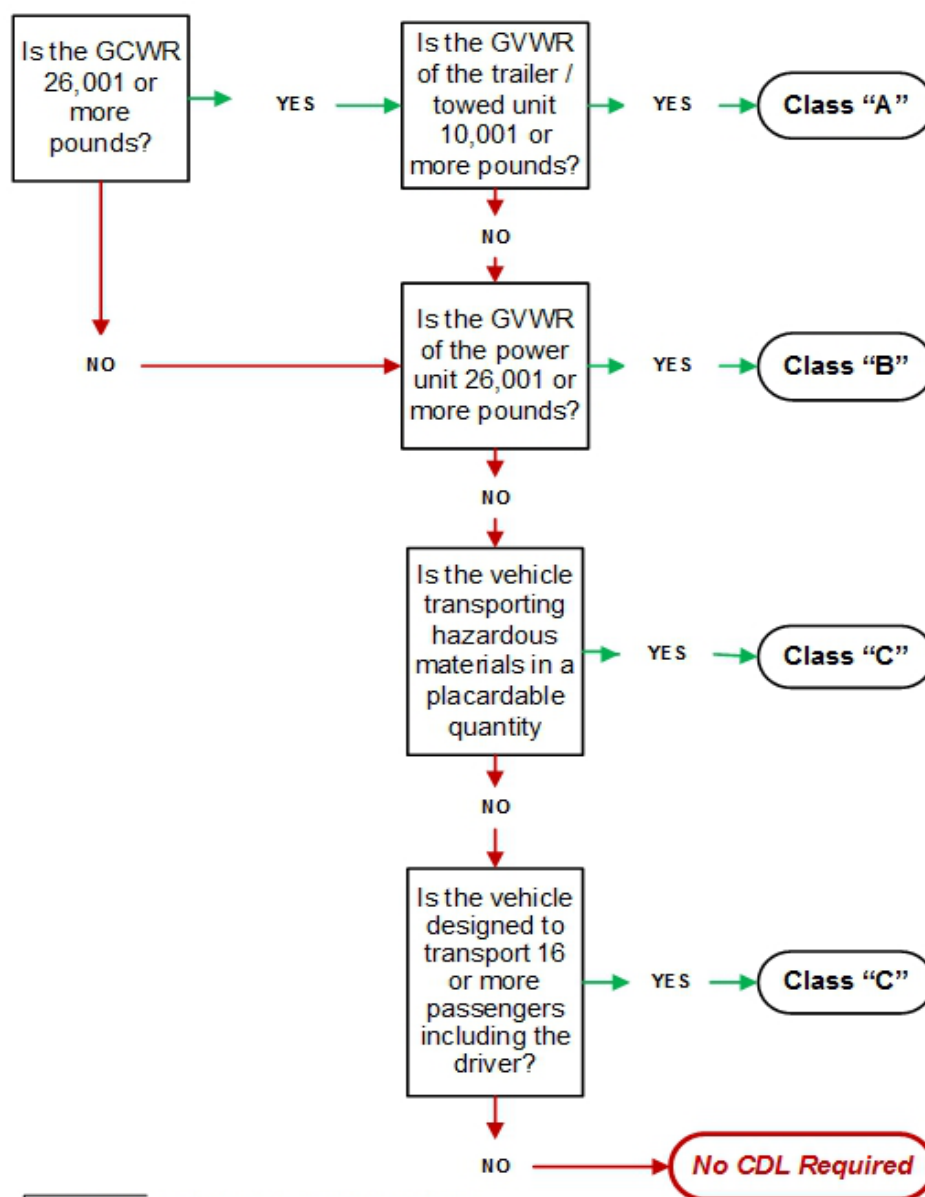 Is the GCWR
26,001 or
more
pounds?
YES
Is the GVWR
of the trailer /
towed unit
10,001 or
more pounds?
YES
Class “A”
NO
NO
Is the GVWR
of the power
unit 26,001 or
more pounds?
YES
Class “B”
NO
Is the vehicle
transporting
hazardous
materials in a
placardable
quantity
YES
Class “C”
NO
Is the vehicle
designed to
transport 16
or more
passengers
including the
driver?
YES
Class “C”
NO
No CDL Required